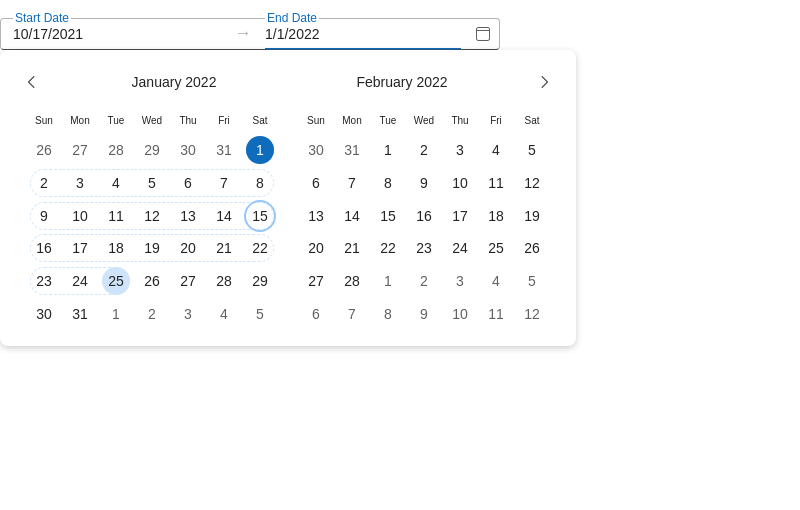 Start Date End Date
10/17/2021 → 1/1/2022
January 2022 February 2022
Sun Mon Tue Wed Thu Fri Sat Sun Mon Tue Wed Thu Fri Sat
26 27 28 29 30 31 1 30 31 1 2 3 4 5
2 3 4 5 6 7 8 6 7 8 9 10 11 12
9 10 11 12 13 14 15 13 14 15 16 17 18 19
16 17 18 19 20 21 22 20 21 22 23 24 25 26
23 24 25 26 27 28 29 27 28 1 2 3 4 5
30 31 1 2 3 4 5 6 7 8 9 10 11 12